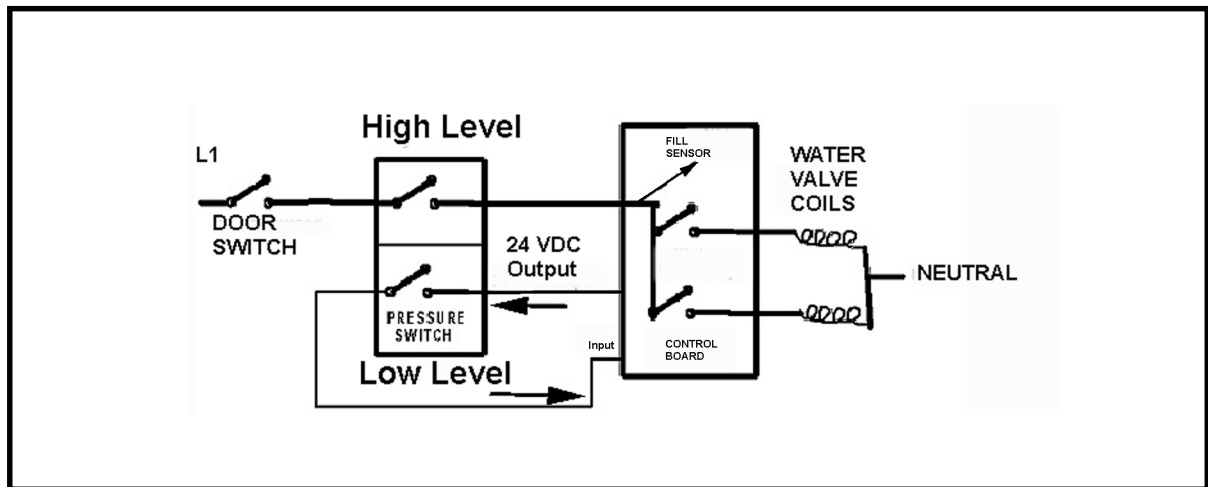 High Level
L1
DOOR
SWITCH
FILL
SENSOR
WATER
VALVE
COILS
24 VDC
Output
NEUTRAL
PRESSURE
SWITCH
Input
CONTROL
BOARD
Low Level